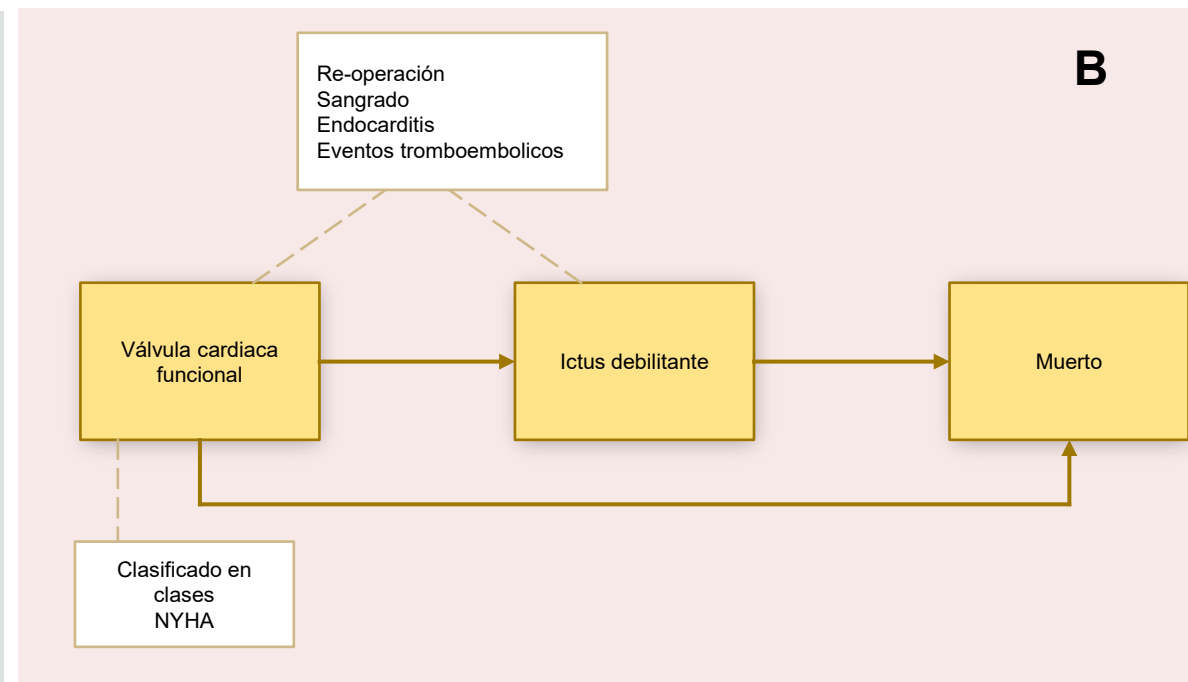 B
Re-operación
Sangrado
Endocarditis
Eventos tromboembolicos
Válvula cardiaca
funcional
Ictus debilitante
Muerto
Clasificado en
clases
NYHA